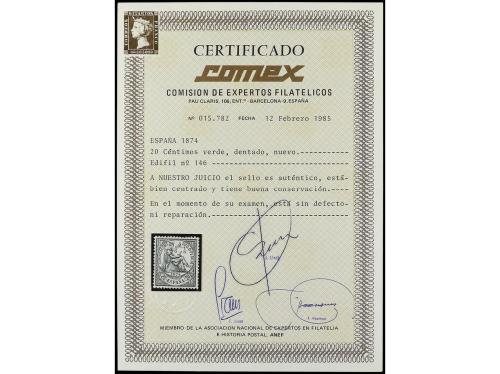 CERTIFICADO
comex
COMISION DE EXPERTOS FILATELICOS
PAU CLARIS, 106, ENT.º - BARCELONA-9, ESPAÑA
Nº 015.782 FECHA 12 Febrero 1985
ESPAÑA 1874
20 Céntimos verde, dentado, nuevo.
Edifil nº 146
A NUESTRO JUICIO el sello es auténtico, está
bien centrado y tiene buena conservación.
En el momento de su examen, está sin defecto
ni reparación.
MIEMBRO DE LA ASOCIACION NACIONAL DE EXPERTOS EN FILATELIA
E HISTORIA POSTAL, ANEF